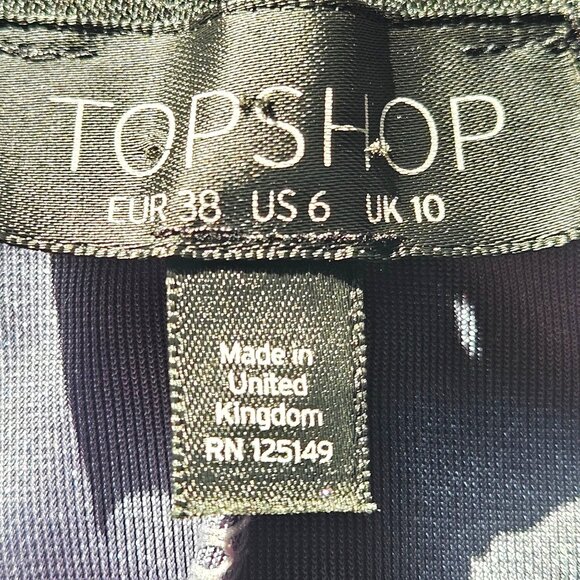 TOPSHOP
EUR 38 US 6 UK 10
Made in
United
Kingdom
RN 125149